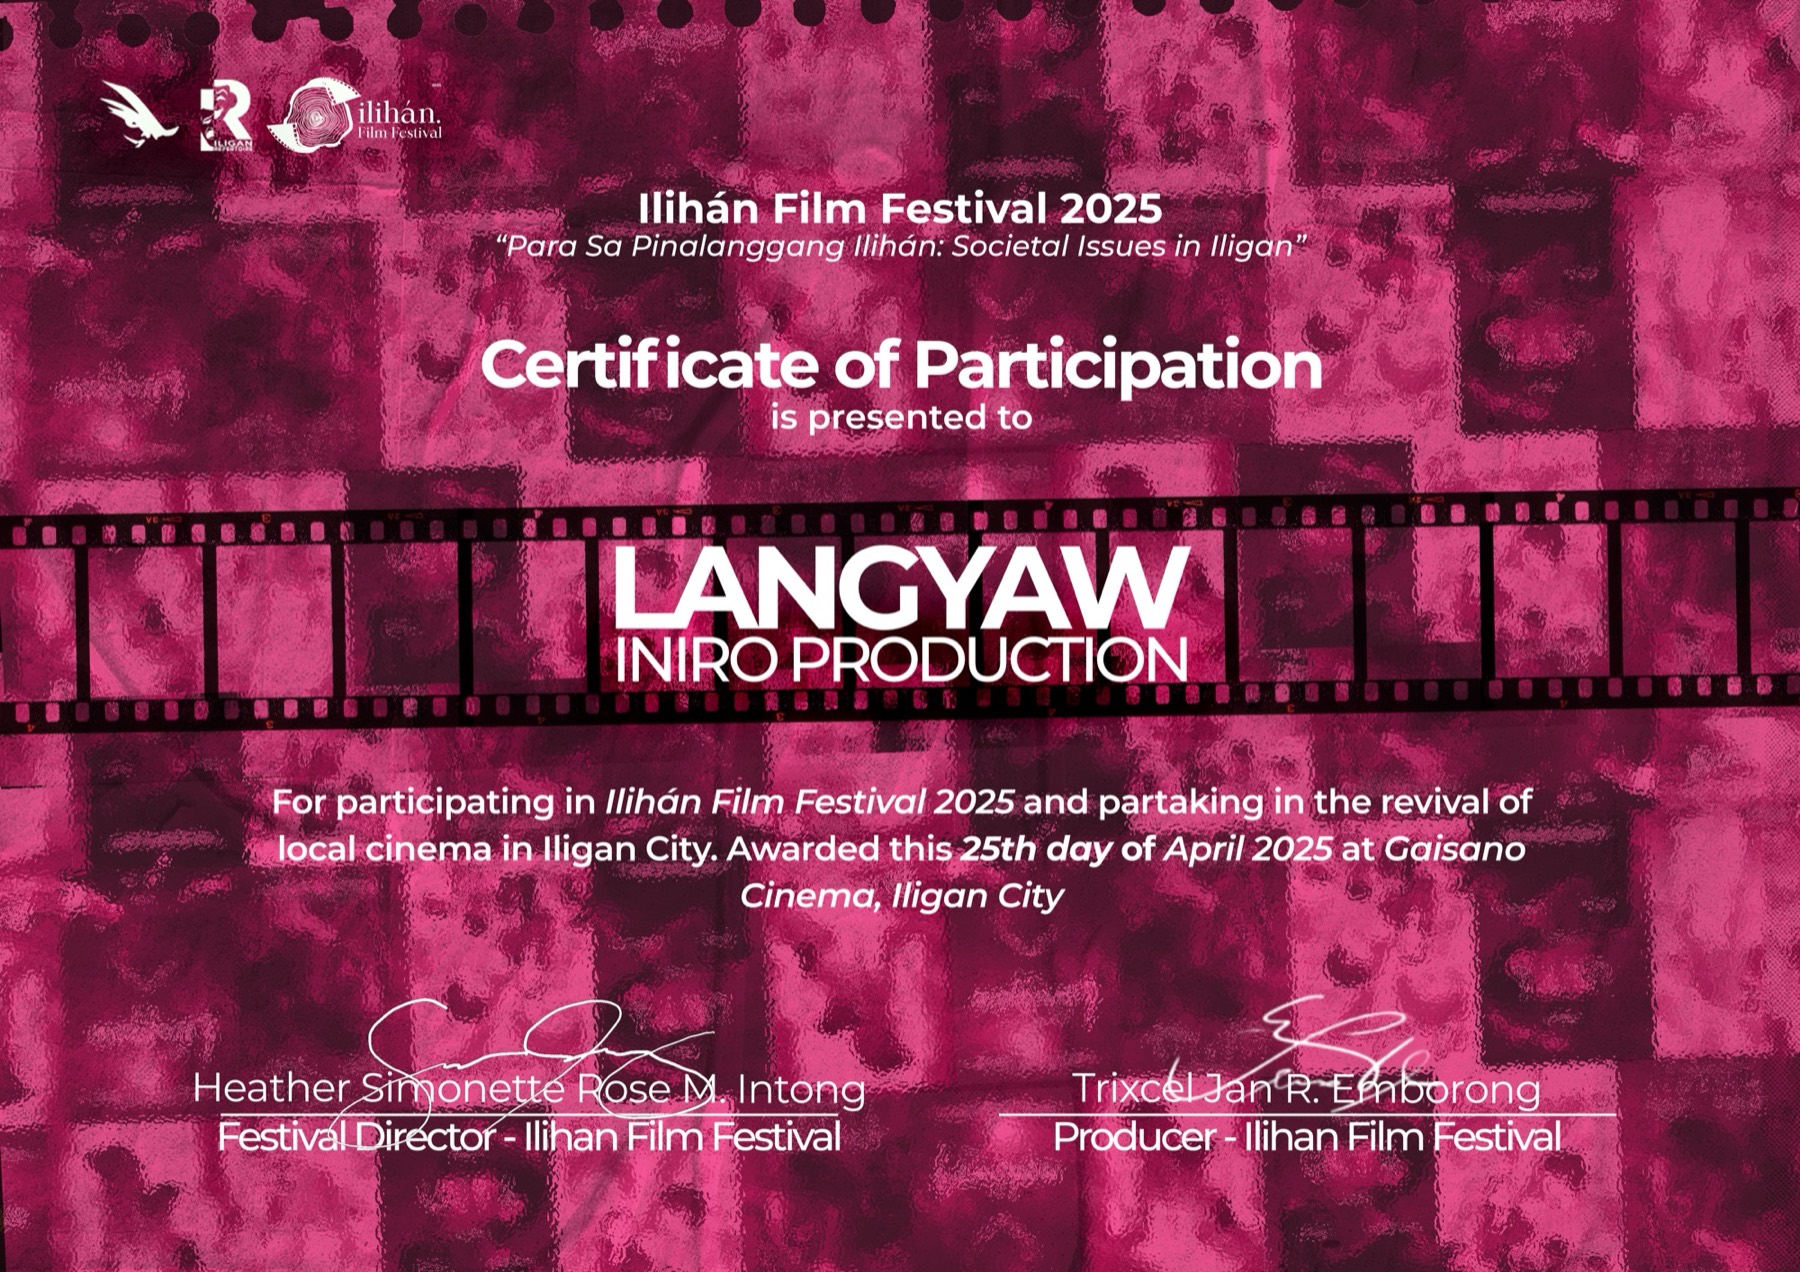 ILIGAN
REPERTOIRE
ilihán.
Film Festival
Ilihán Film Festival 2025
“Para Sa Pinalanggang Ilihán: Societal Issues in Iligan”
Certificate of Participation
is presented to
LANGYAW
INIRO PRODUCTION
For participating in Ilihán Film Festival 2025 and partaking in the revival of
local cinema in Iligan City. Awarded this 25th day of April 2025 at Gaisano
Cinema, Iligan City
Heather Simonette Rose M. Intong
Festival Director - Ilihan Film Festival
Trixcel Jan R. Emborong
Producer - Ilihan Film Festival